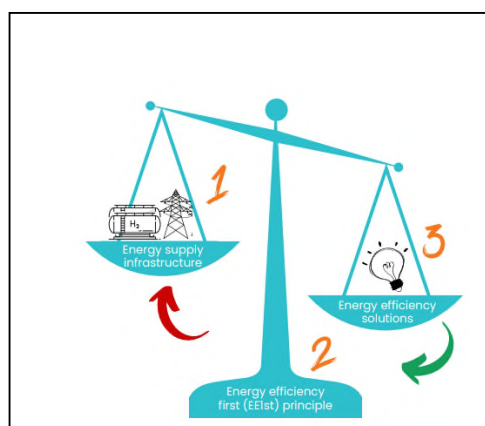 1
H2
Energy supply
infrastructure
3
Energy efficiency
solutions
2
Energy efficiency
first (EE1st) principle